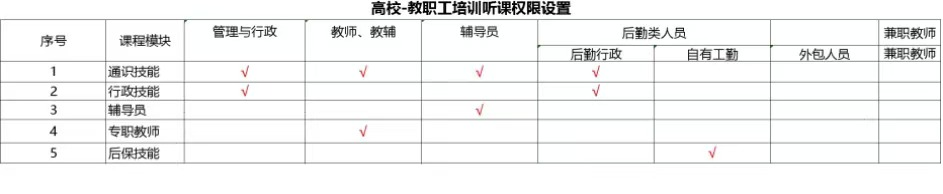 高校-教职工培训听课权限设置
序号 课程模块 管理与行政 教师、教辅 辅导员 后勤类人员 兼职教师
后勤行政 自有工勤 外包人员 兼职教师
1 通识技能 √ √ √ √
2 行政技能 √ √
3 辅导员 √
4 专职教师 √
5 后保技能 √